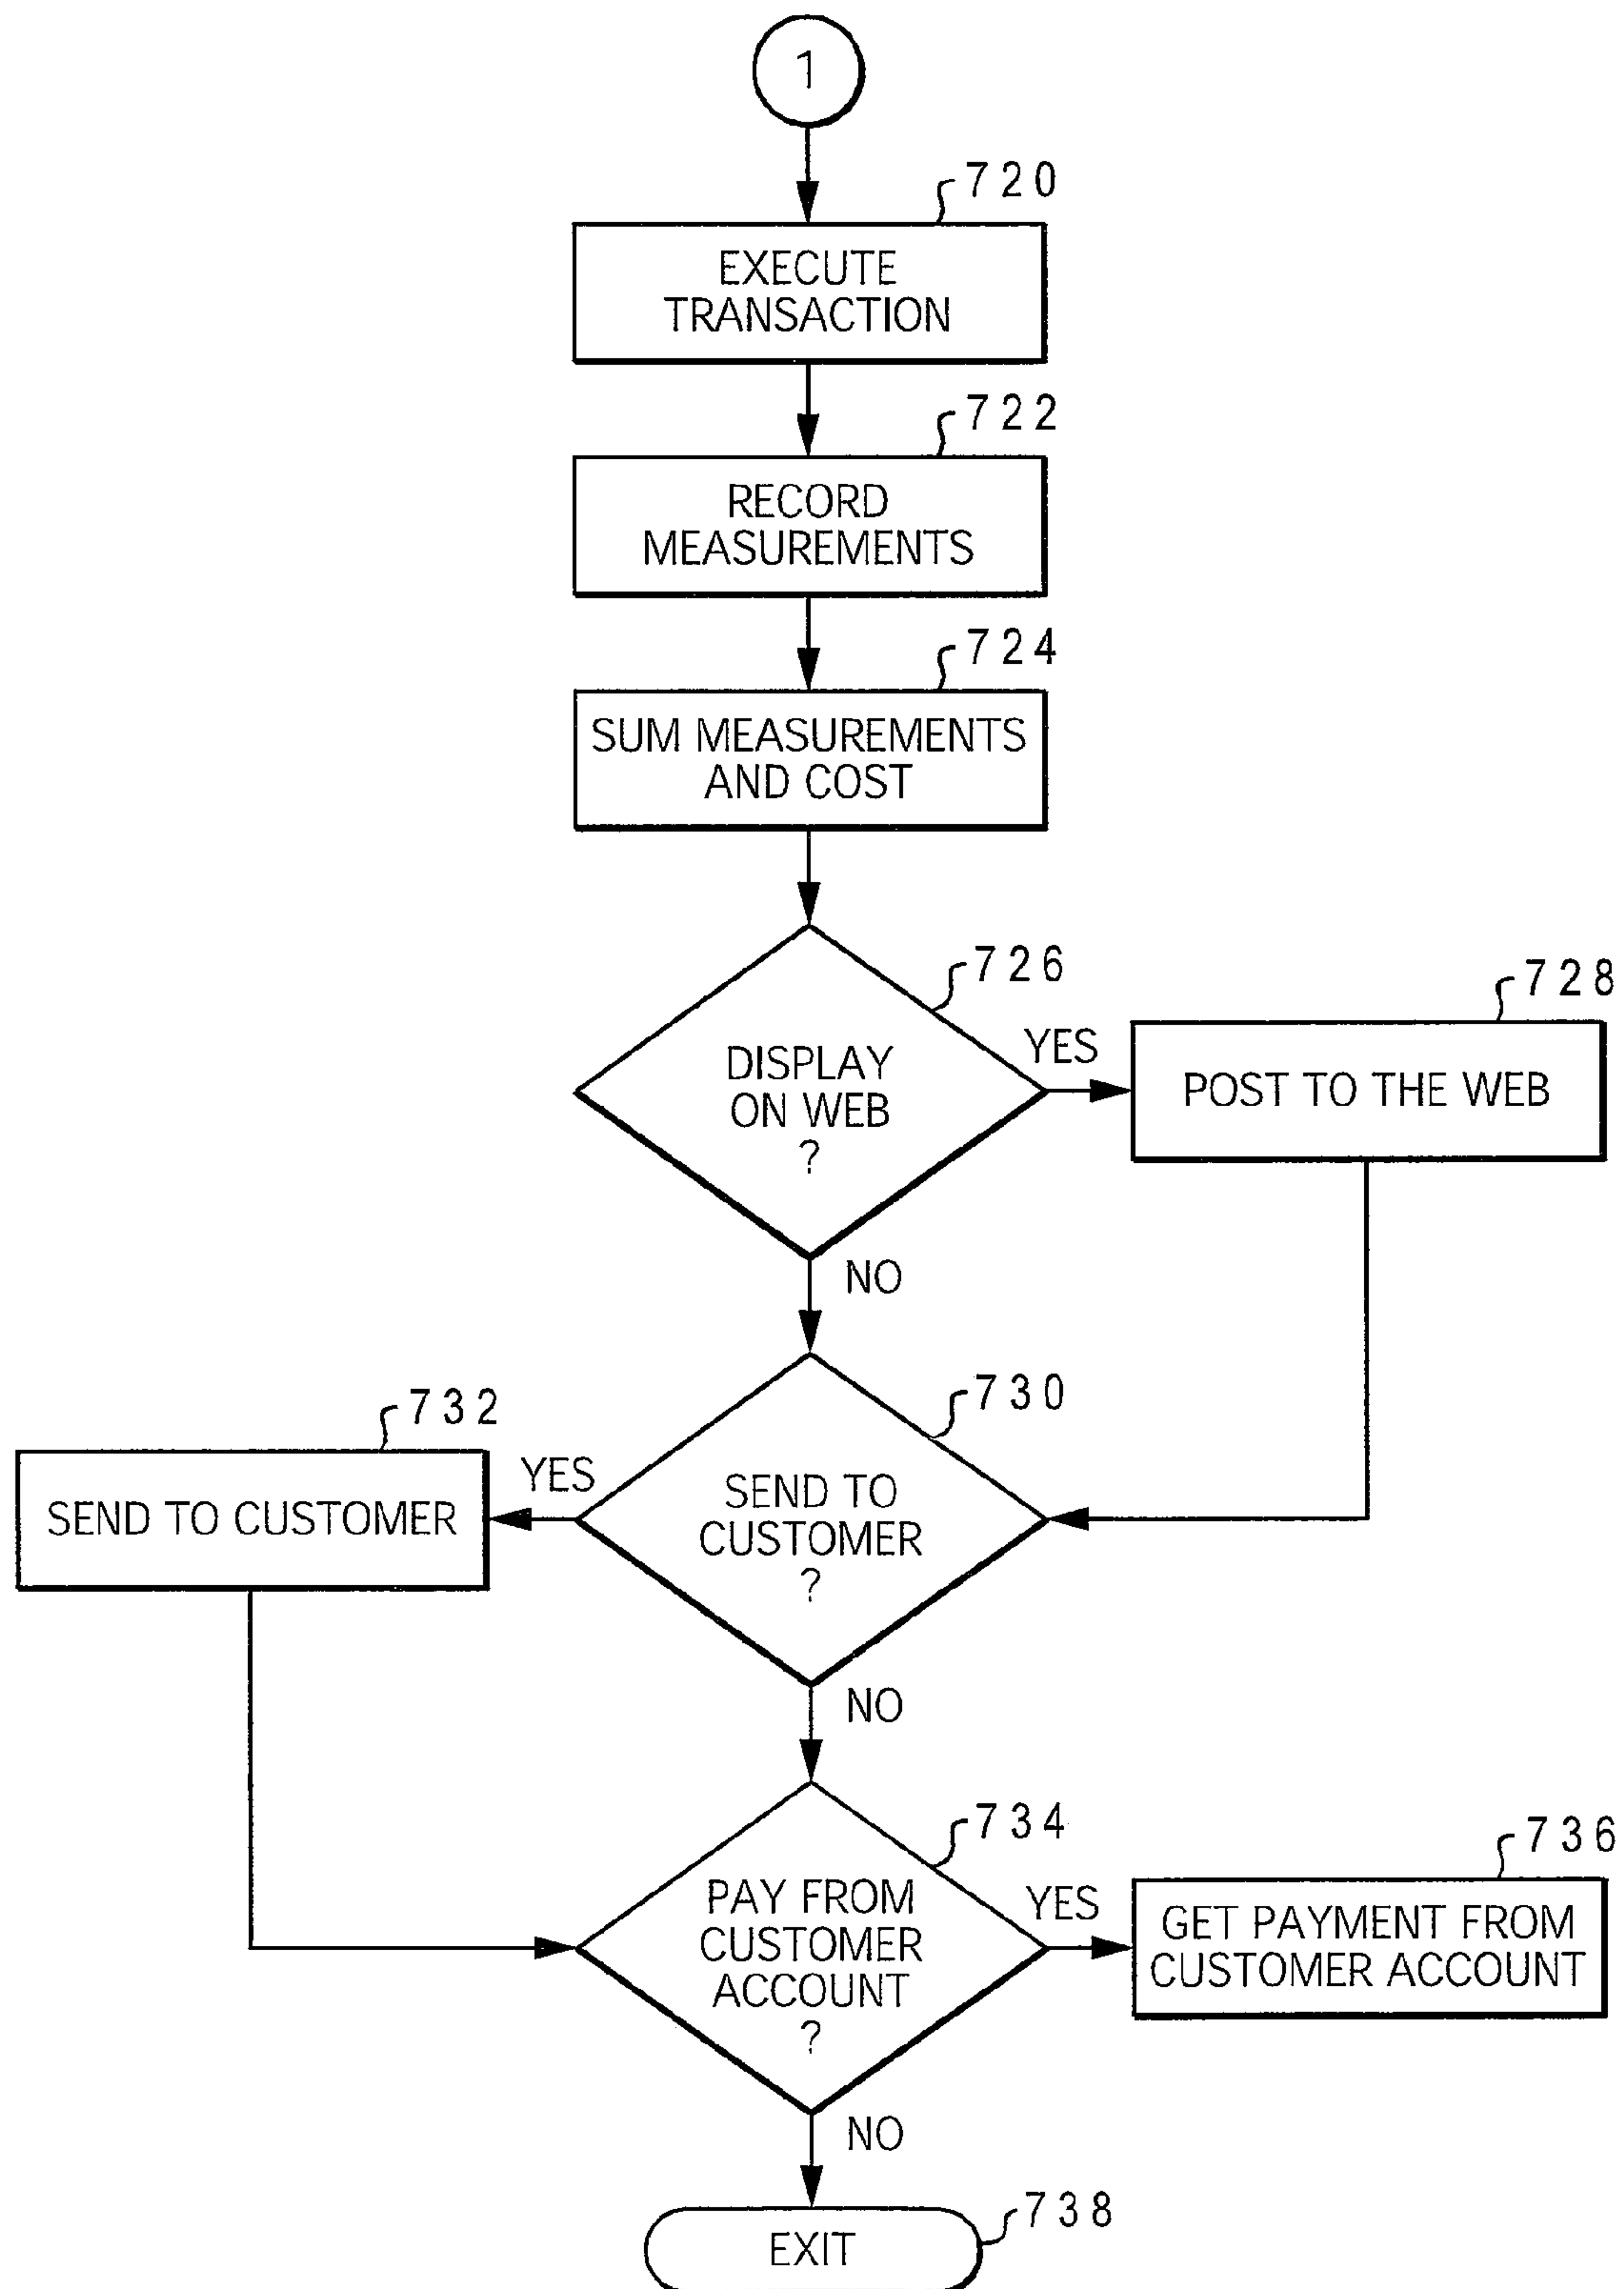 1
720
EXECUTE
TRANSACTION
722
RECORD
MEASUREMENTS
724
SUM MEASUREMENTS
AND COST
726
DISPLAY
ON WEB
?
YES
728
POST TO THE WEB
NO
730
SEND TO
CUSTOMER
?
YES
732
SEND TO CUSTOMER
NO
734
PAY FROM
CUSTOMER
ACCOUNT
?
YES
736
GET PAYMENT FROM
CUSTOMER ACCOUNT
NO
738
EXIT